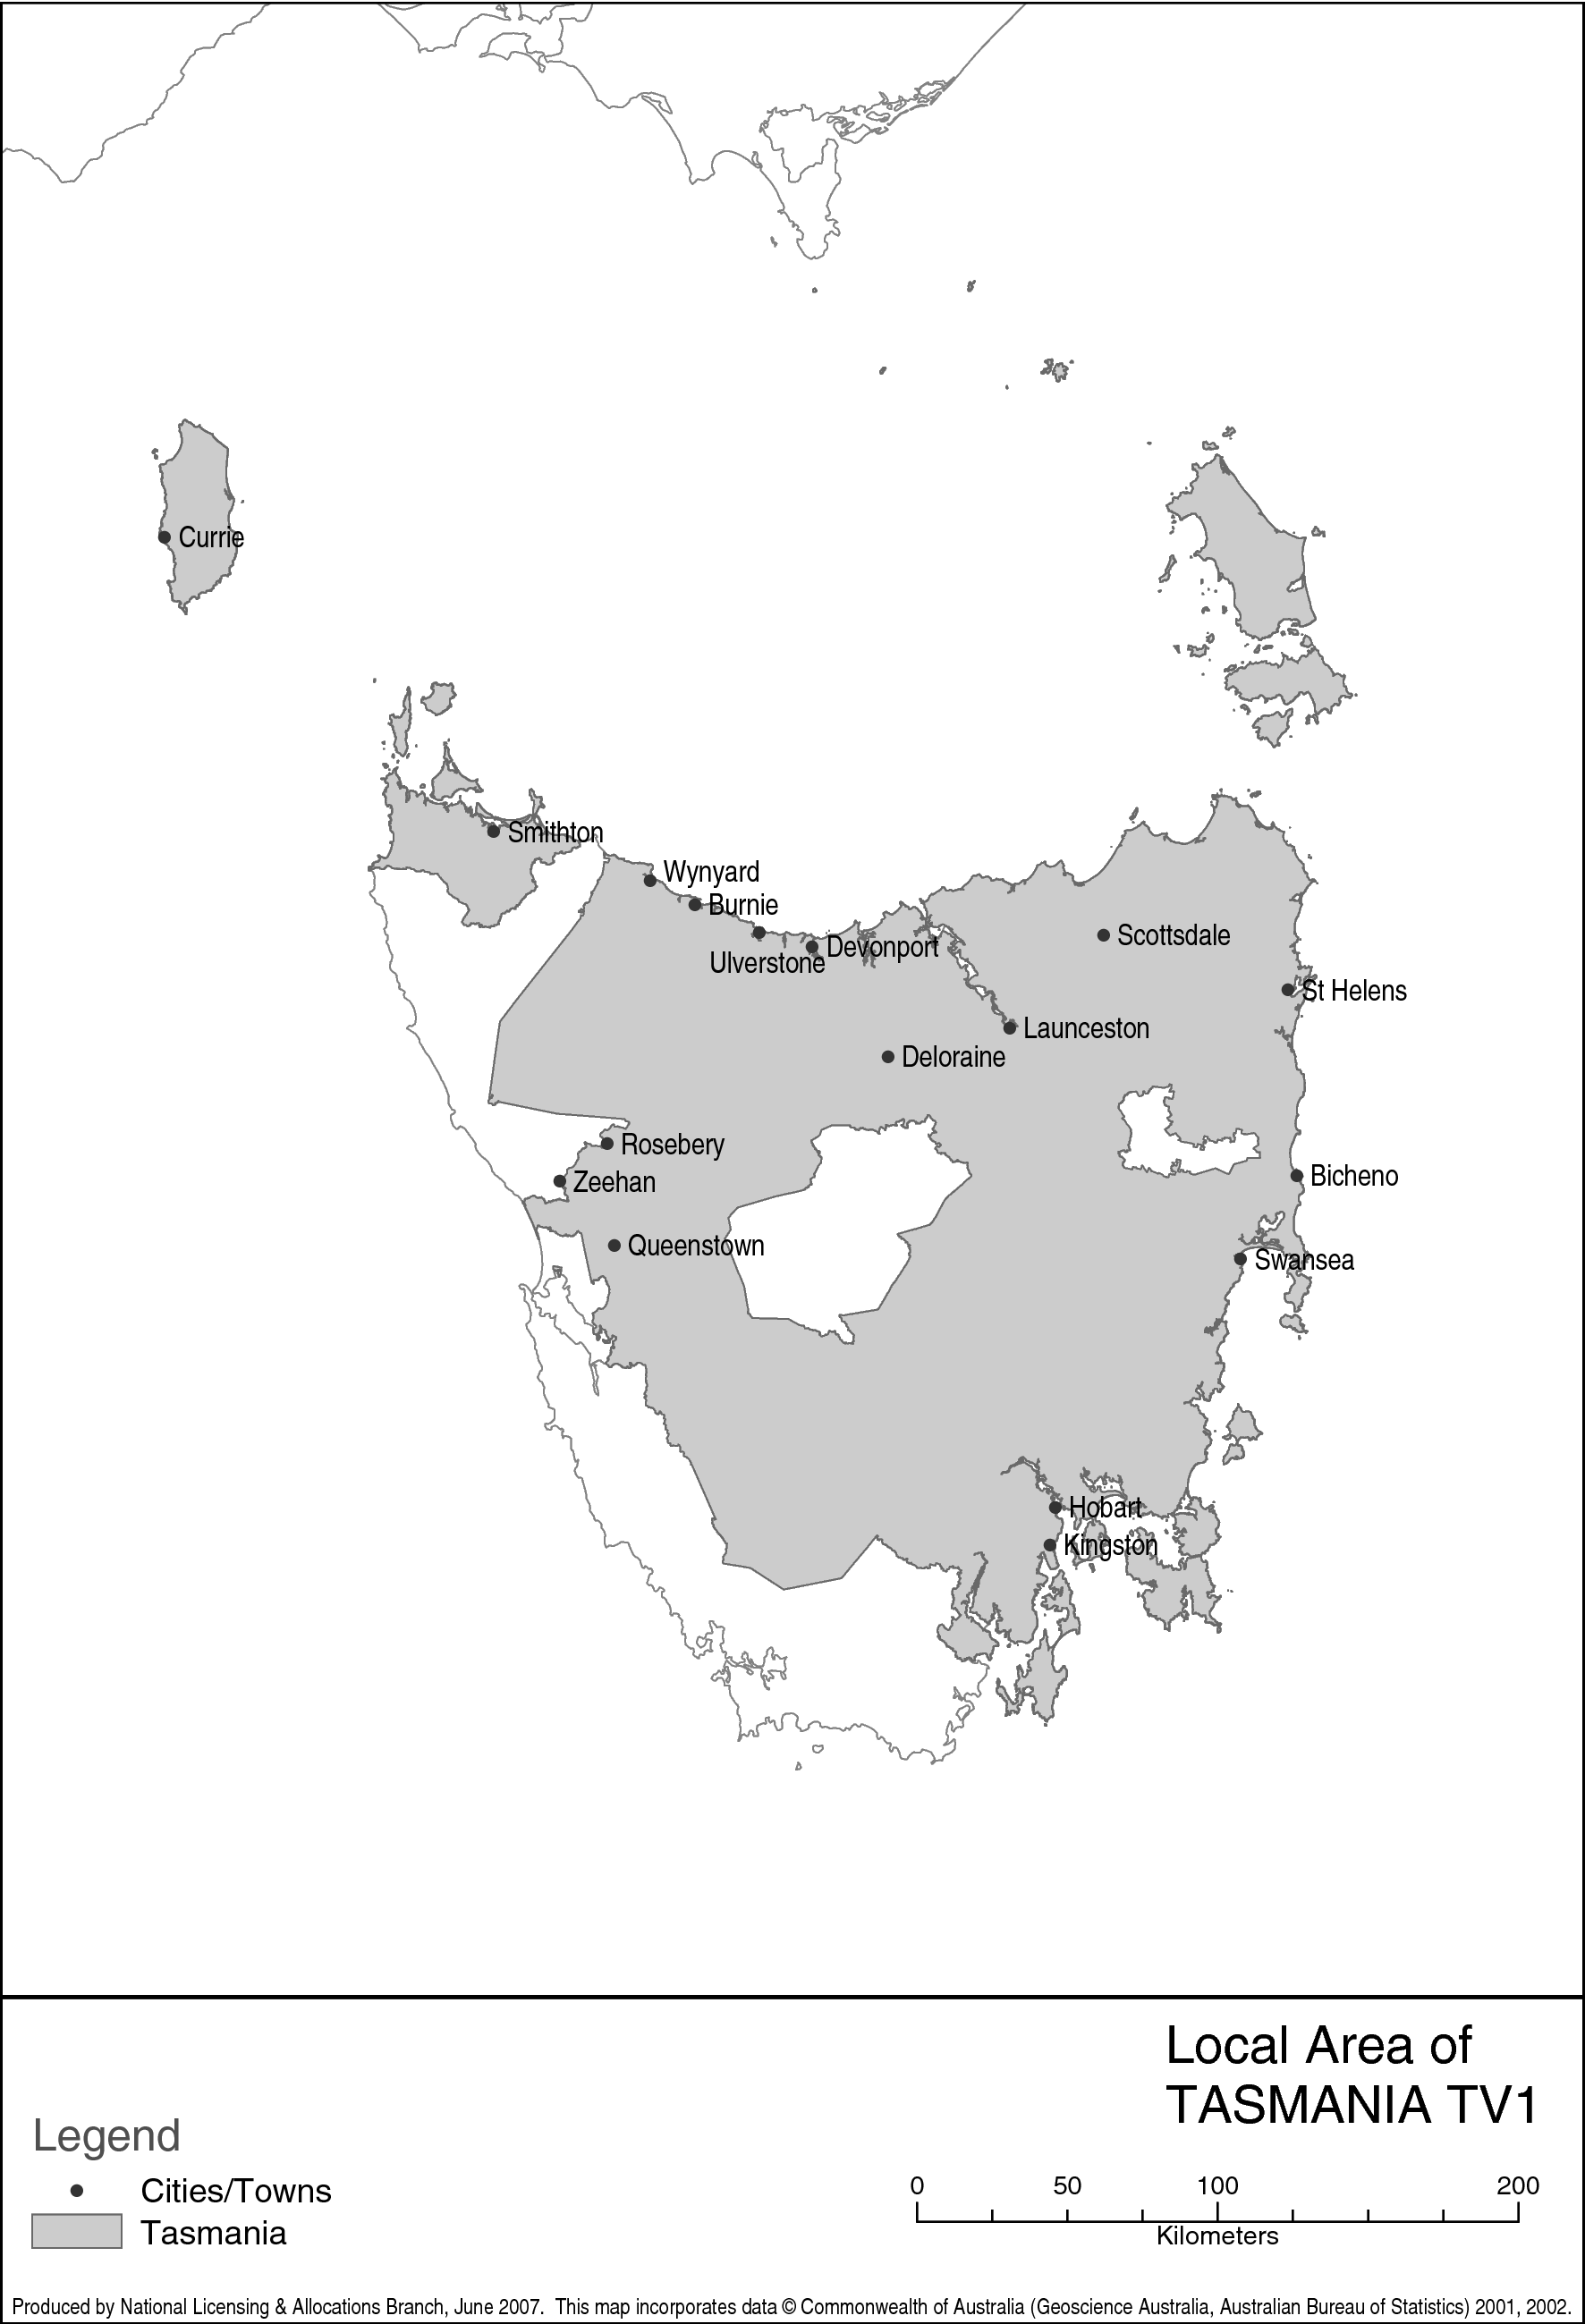 Currie
Smithton
Wynyard
Burnie
Ulverstone
Devonport
Scottsdale
St Helens
Launceston
Deloraine
Rosebery
Zeehan
Bicheno
Queenstown
Swansea
Hobart
Kingston
Local Area of
TASMANIA TV1
Legend
Cities/Towns
Tasmania
0 50 100 200
Kilometers
Produced by National Licensing & Allocations Branch, June 2007. This map incorporates data © Commonwealth of Australia (Geoscience Australia, Australian Bureau of Statistics) 2001, 2002.